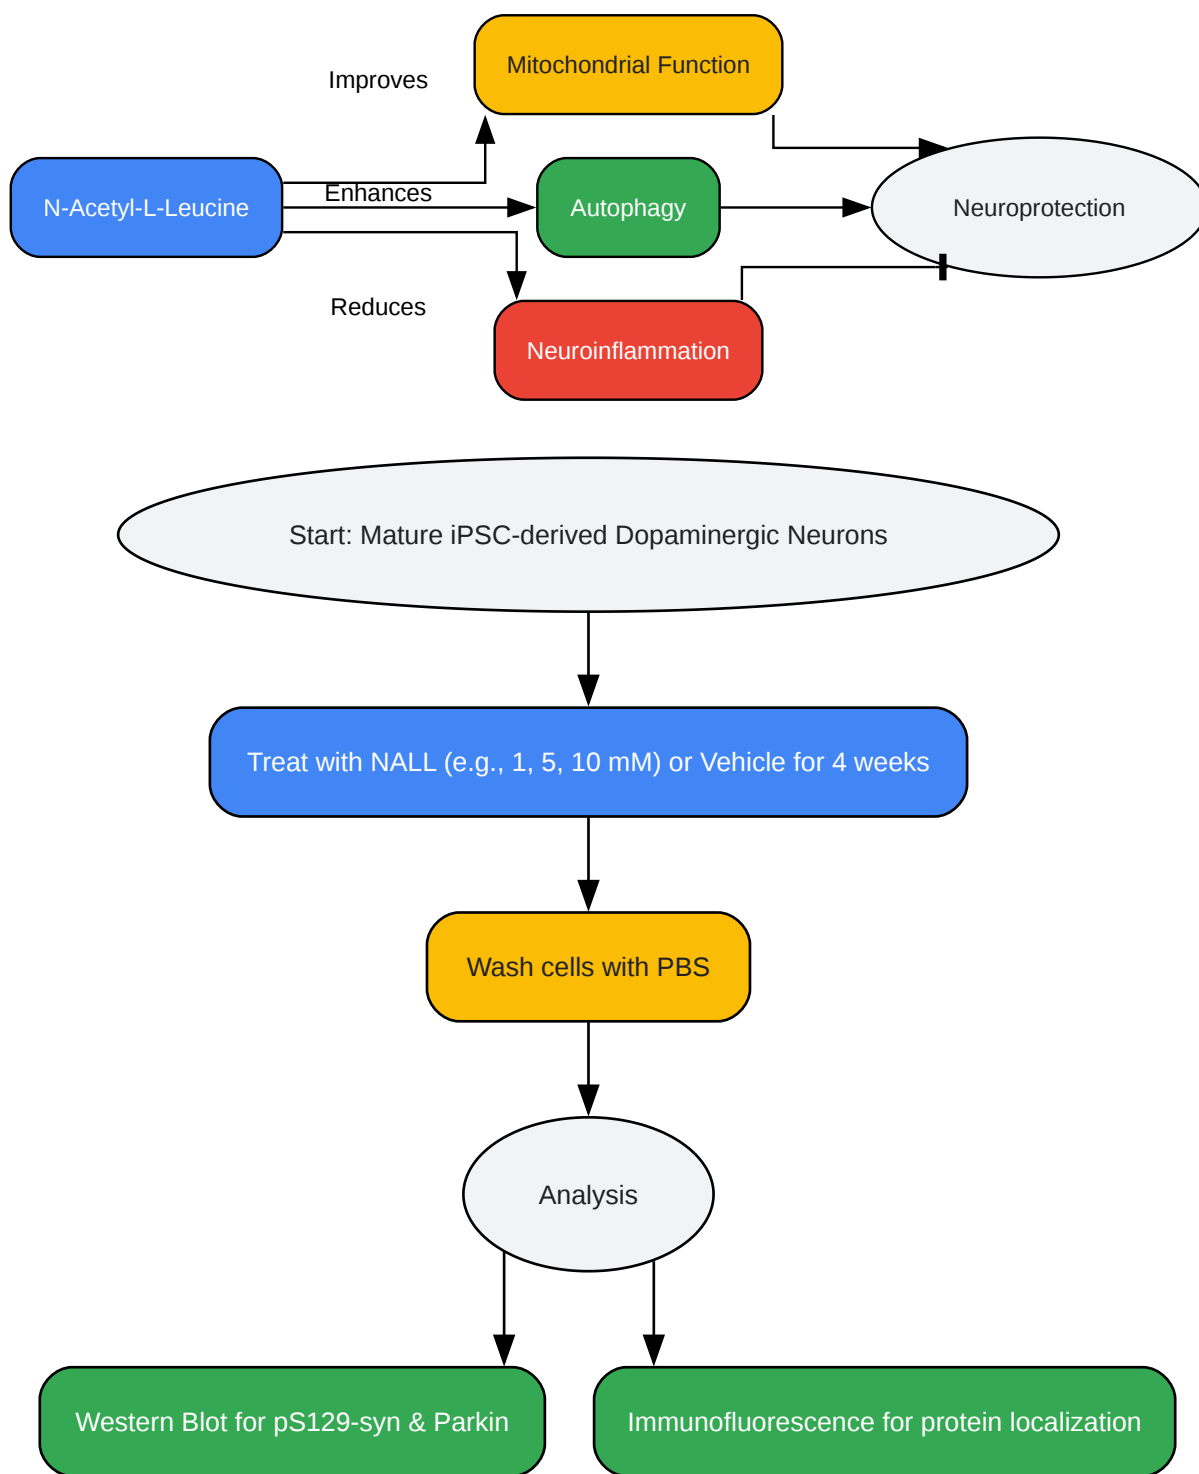 Improves
Mitochondrial Function
N-Acetyl-L-Leucine
Enhances
Autophagy
Neuroprotection
Reduces
Neuroinflammation
Start: Mature iPSC-derived Dopaminergic Neurons
Treat with NALL (e.g., 1, 5, 10 mM) or Vehicle for 4 weeks
Wash cells with PBS
Analysis
Western Blot for pS129-syn & Parkin
Immunofluorescence for protein localization